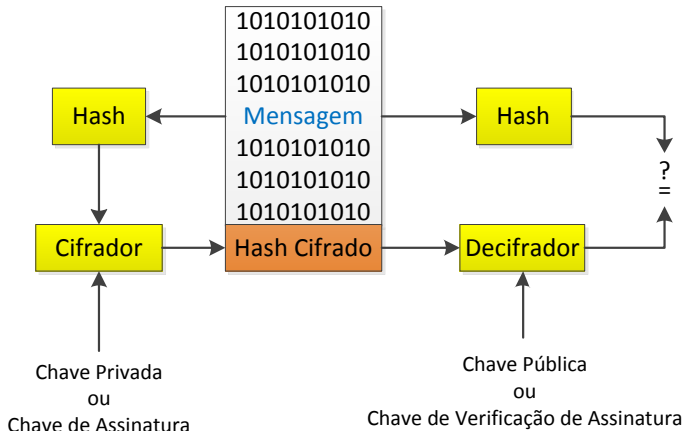 1010101010
1010101010
1010101010
Hash
Mensagem
Hash
1010101010
1010101010
1010101010
?
=
Cifrador
Hash Cifrado
Decifrador
Chave Privada
ou
Chave de Assinatura
Chave Pública
ou
Chave de Verificação de Assinatura